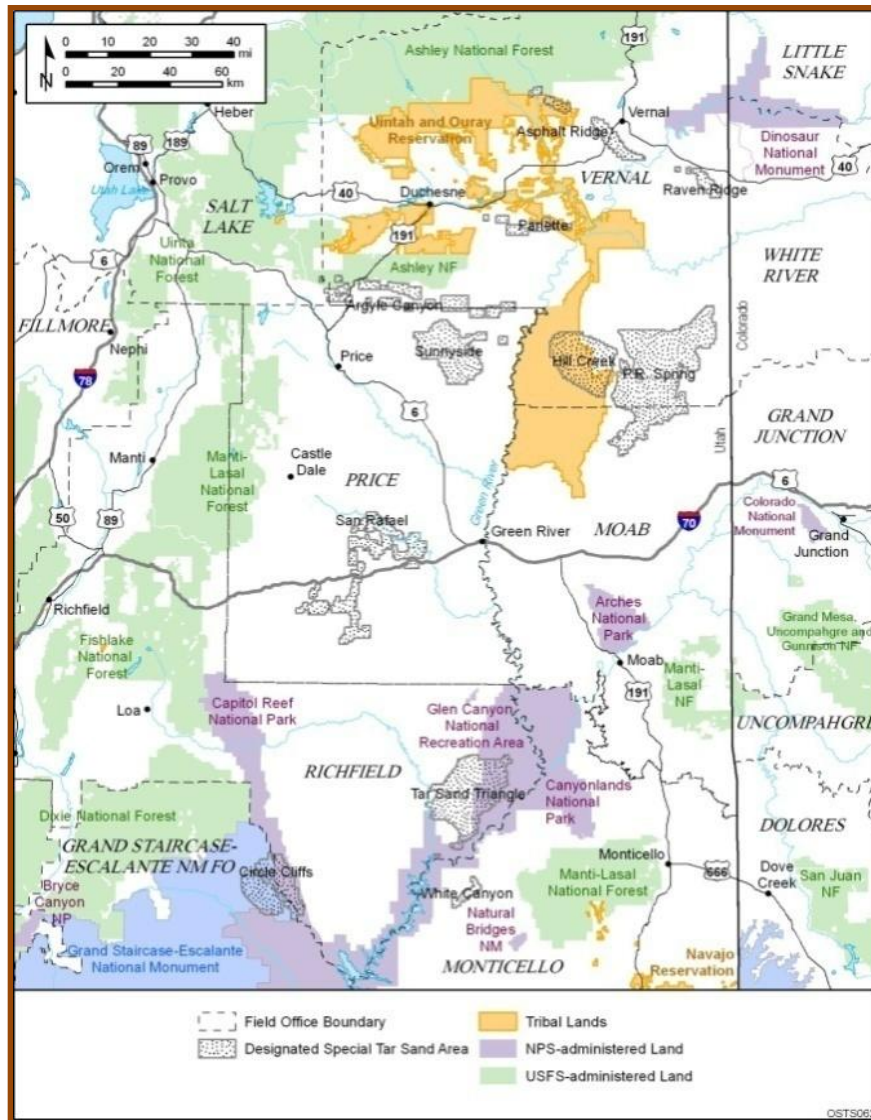 0 20 40
mi
0 20 40 60
km
N
191
LITTLE
SNAKE
Ashley National Forest
Heber
Uintah and Ouray
Reservation
Asphalt Ridge
Vernal
Dinosaur
National
Monument
89
189
Orem
Provo
Utah Lake
40
VERNAL
Raven Ridge
40
Duchesne
SALT
LAKE
191
Pariette
WHITE
RIVER
6
Uinta
National
Forest
Ashley NF
Argyle Canyon
FILLMORE
Nephi
Sunnyside
Hill Creek
P.R. Spring
Colorado
Price
78
6
GRAND
JUNCTION
Utah
Manti
Castle
Dale
Manti-
Lasal
National
Forest
PRICE
Green River
6
50
89
San Rafael
Green River
MOAB
70
Colorado
National
Monument
Grand
Junction
Richfield
Arches
National
Park
Grand Mesa,
Uncompahgre and
Gunnison NF
Fishlake
National
Forest
Moab
Manti-
Lasal
NF
191
Loa
Capitol Reef
National Park
Glen Canyon
National
Recreation Area
UNCOMPAHGRE
RICHFIELD
Tar Sand Triangle
Canyonlands
National
Park
Dixie National Forest
DOLORES
GRAND STAIRCASE-
ESCALANTE NM FO
Circle Cliffs
Monticello
666
Dove
Creek
San Juan
NF
Manti-Lasal
National Forest
Bryce
Canyon
NP
White Canyon
Natural
Bridges
NM
Grand Staircase-Escalante
National Monument
MONTICELLO
Navajo
Reservation
Field Office Boundary
Tribal Lands
Designated Special Tar Sand Area
NPS-administered Land
USFS-administered Land